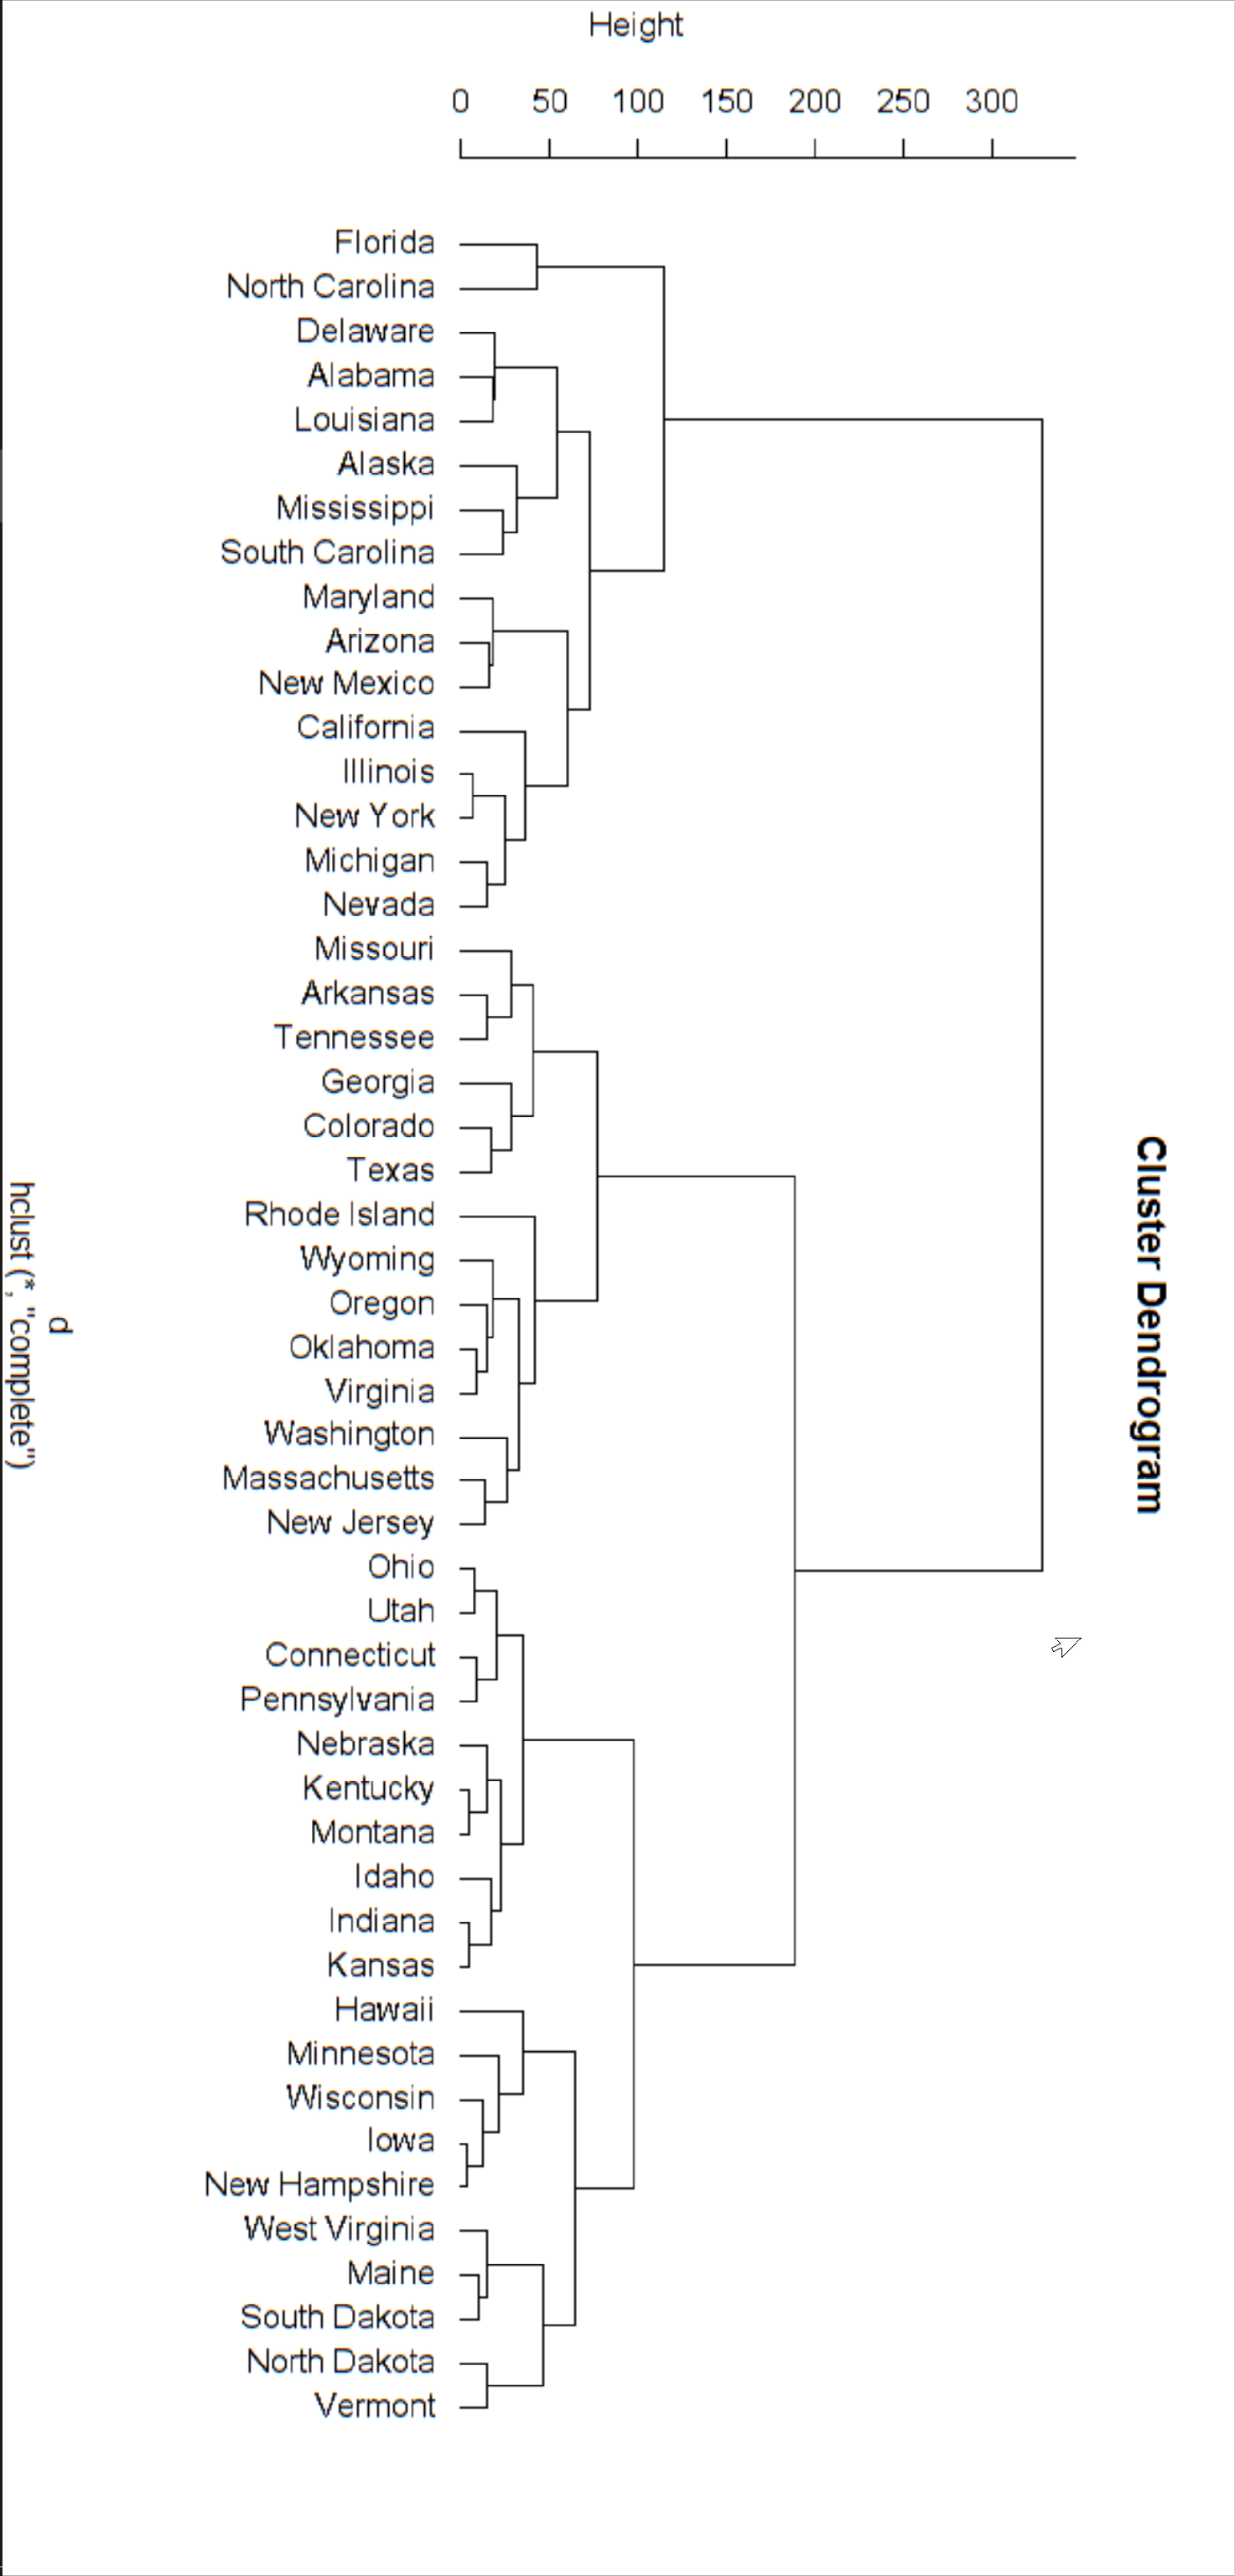 Height
0 50 100 150 200 250 300
Florida
North Carolina
Delaware
Alabama
Louisiana
Alaska
Mississippi
South Carolina
Maryland
Arizona
New Mexico
California
Illinois
New York
Michigan
Nevada
Missouri
Arkansas
Tennessee
Georgia
Colorado
Texas
Rhode Island
Wyoming
Oregon
Oklahoma
Virginia
Washington
Massachusetts
New Jersey
Ohio
Utah
Connecticut
Pennsylvania
Nebraska
Kentucky
Montana
Idaho
Indiana
Kansas
Hawaii
Minnesota
Wisconsin
Iowa
New Hampshire
West Virginia
Maine
South Dakota
North Dakota
Vermont
Cluster Dendrogram
d
hclust (*, "complete")